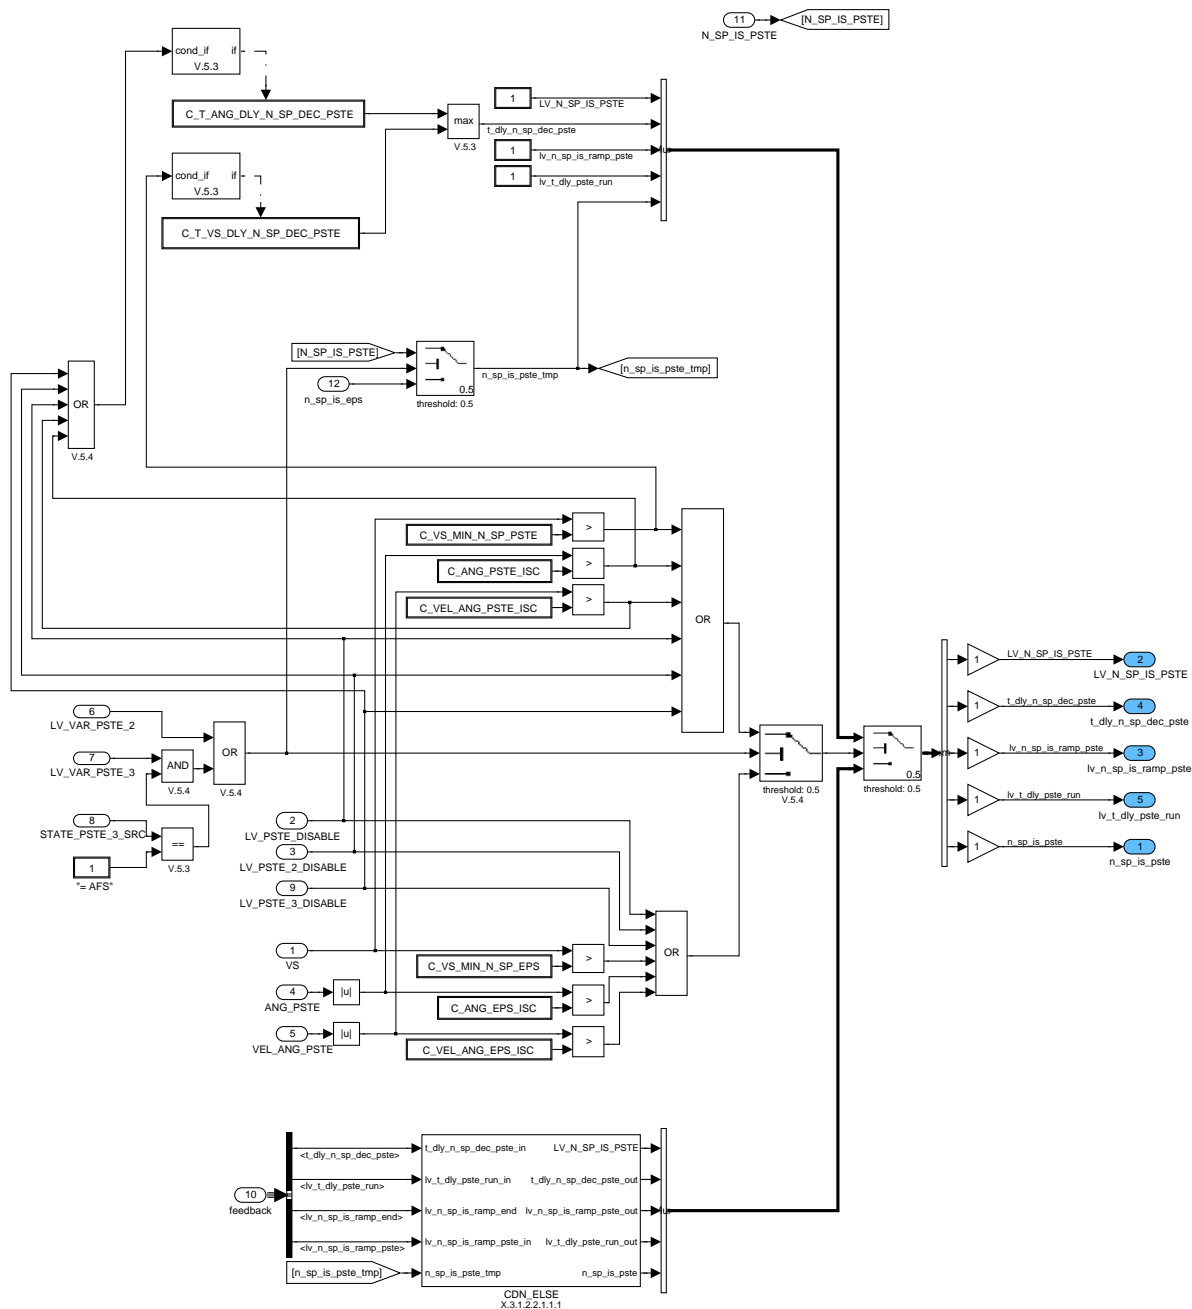 11
[N_SP_IS_PSTE]
N_SP_IS_PSTE
cond_if
if
V.5.3
C_T_ANG_DLY_N_SP_DEC_PSTE
max
V.5.3
1
LV_N_SP_IS_PSTE
t_dly_n_sp_dec_pste
1
lv_n_sp_is_ramp_pste
1
lv_t_dly_pste_run
cond_if
if
V.5.3
C_T_VS_DLY_N_SP_DEC_PSTE
[N_SP_IS_PSTE]
12
n_sp_is_eps
0.5
threshold: 0.5
n_sp_is_pste_tmp
[n_sp_is_pste_tmp]
OR
V.5.4
C_VS_MIN_N_SP_PSTE
>
C_ANG_PSTE_ISC
>
C_VEL_ANG_PSTE_ISC
>
OR
6
LV_VAR_PSTE_2
7
LV_VAR_PSTE_3
AND
V.5.4
OR
V.5.4
8
STATE_PSTE_3_SRC
1
"= AFS"
==
V.5.3
threshold: 0.5
V.5.4
0.5
threshold: 0.5
1
LV_N_SP_IS_PSTE
2
LV_N_SP_IS_PSTE
1
t_dly_n_sp_dec_pste
4
t_dly_n_sp_dec_pste
1
lv_n_sp_is_ramp_pste
3
lv_n_sp_is_ramp_pste
1
lv_t_dly_pste_run
5
lv_t_dly_pste_run
1
n_sp_is_pste
1
n_sp_is_pste
2
LV_PSTE_DISABLE
3
LV_PSTE_2_DISABLE
9
LV_PSTE_3_DISABLE
1
VS
4
ANG_PSTE
|u|
5
VEL_ANG_PSTE
|u|
C_VS_MIN_N_SP_EPS
>
C_ANG_EPS_ISC
>
C_VEL_ANG_EPS_ISC
>
OR
10
feedback
<t_dly_n_sp_dec_pste>
<lv_t_dly_pste_run>
<lv_n_sp_is_ramp_end>
<lv_n_sp_is_ramp_pste>
[n_sp_is_pste_tmp]
t_dly_n_sp_dec_pste_in
LV_N_SP_IS_PSTE
lv_t_dly_pste_run_in
t_dly_n_sp_dec_pste_out
lv_n_sp_is_ramp_end
lv_n_sp_is_ramp_pste_out
lv_n_sp_is_ramp_pste_in
lv_t_dly_pste_run_out
n_sp_is_pste_tmp
n_sp_is_pste
CDN_ELSE
X.3.1.2.2.1.1.1